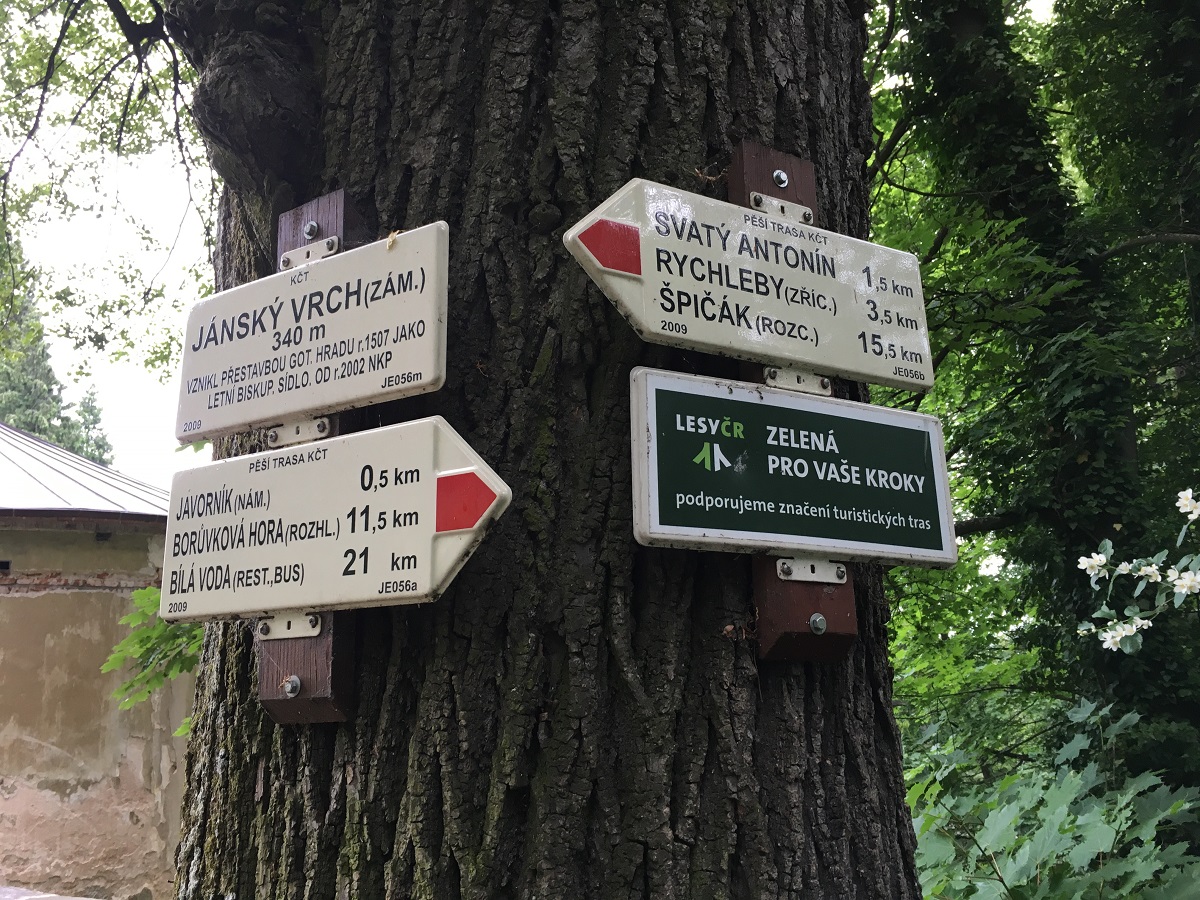 KČT
JÁNSKÝ VRCH(ZÁM.)
340 m
VZNIKL PŘESTAVBOU GOT. HRADU r.1507 JAKO
LETNÍ BISKUP. SÍDLO. OD r.2002 NKP
2009 JE056m
PĚŠÍ TRASA KČT
JAVORNÍK(NÁM.) 0,5 km
BORŮVKOVÁ HORA(ROZHL.) 11,5 km
BÍLÁ VODA(REST.,BUS) 21 km
2009 JE056a
PĚŠÍ TRASA KČT
SVATÝ ANTONÍN 1,5 km
RYCHLEBY(ZŘÍC.) 3,5 km
ŠPIČÁK(ROZC.) 15,5 km
2009 JE056b
LESYČR
ZELENÁ
PRO VAŠE KROKY
podporujeme značení turistických tras